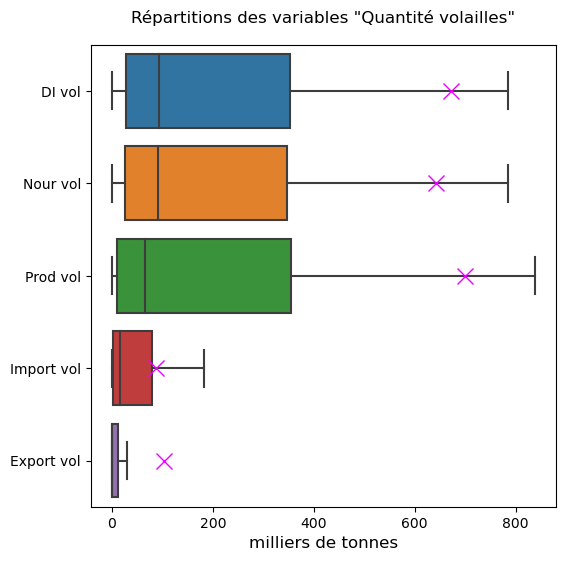 Répartitions des variables "Quantité volailles"
DI vol
Nour vol
Prod vol
Import vol
Export vol
0 200 400 600 800
milliers de tonnes